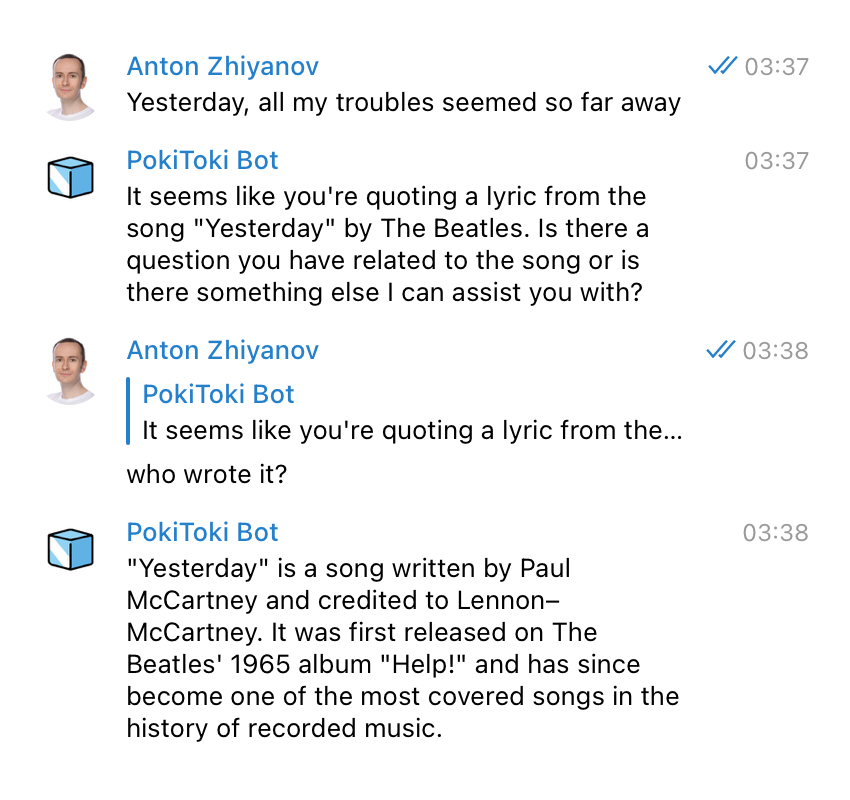 Anton Zhiyanov 03:37
Yesterday, all my troubles seemed so far away
PokiToki Bot 03:37
It seems like you're quoting a lyric from the
song "Yesterday" by The Beatles. Is there a
question you have related to the song or is
there something else I can assist you with?
Anton Zhiyanov 03:38
PokiToki Bot
It seems like you're quoting a lyric from the...
who wrote it?
PokiToki Bot 03:38
"Yesterday" is a song written by Paul
McCartney and credited to Lennon–
McCartney. It was first released on The
Beatles' 1965 album "Help!" and has since
become one of the most covered songs in the
history of recorded music.